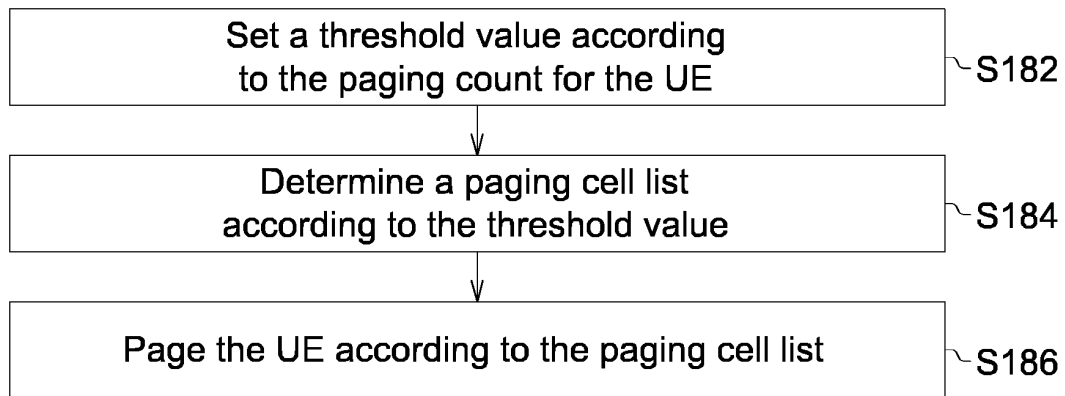 Set a threshold value according
to the paging count for the UE
S182
Determine a paging cell list
according to the threshold value
S184
Page the UE according to the paging cell list
S186